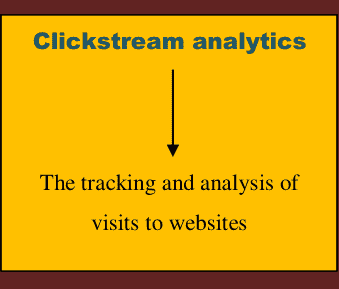 Clickstream analytics
The tracking and analysis of
visits to websites